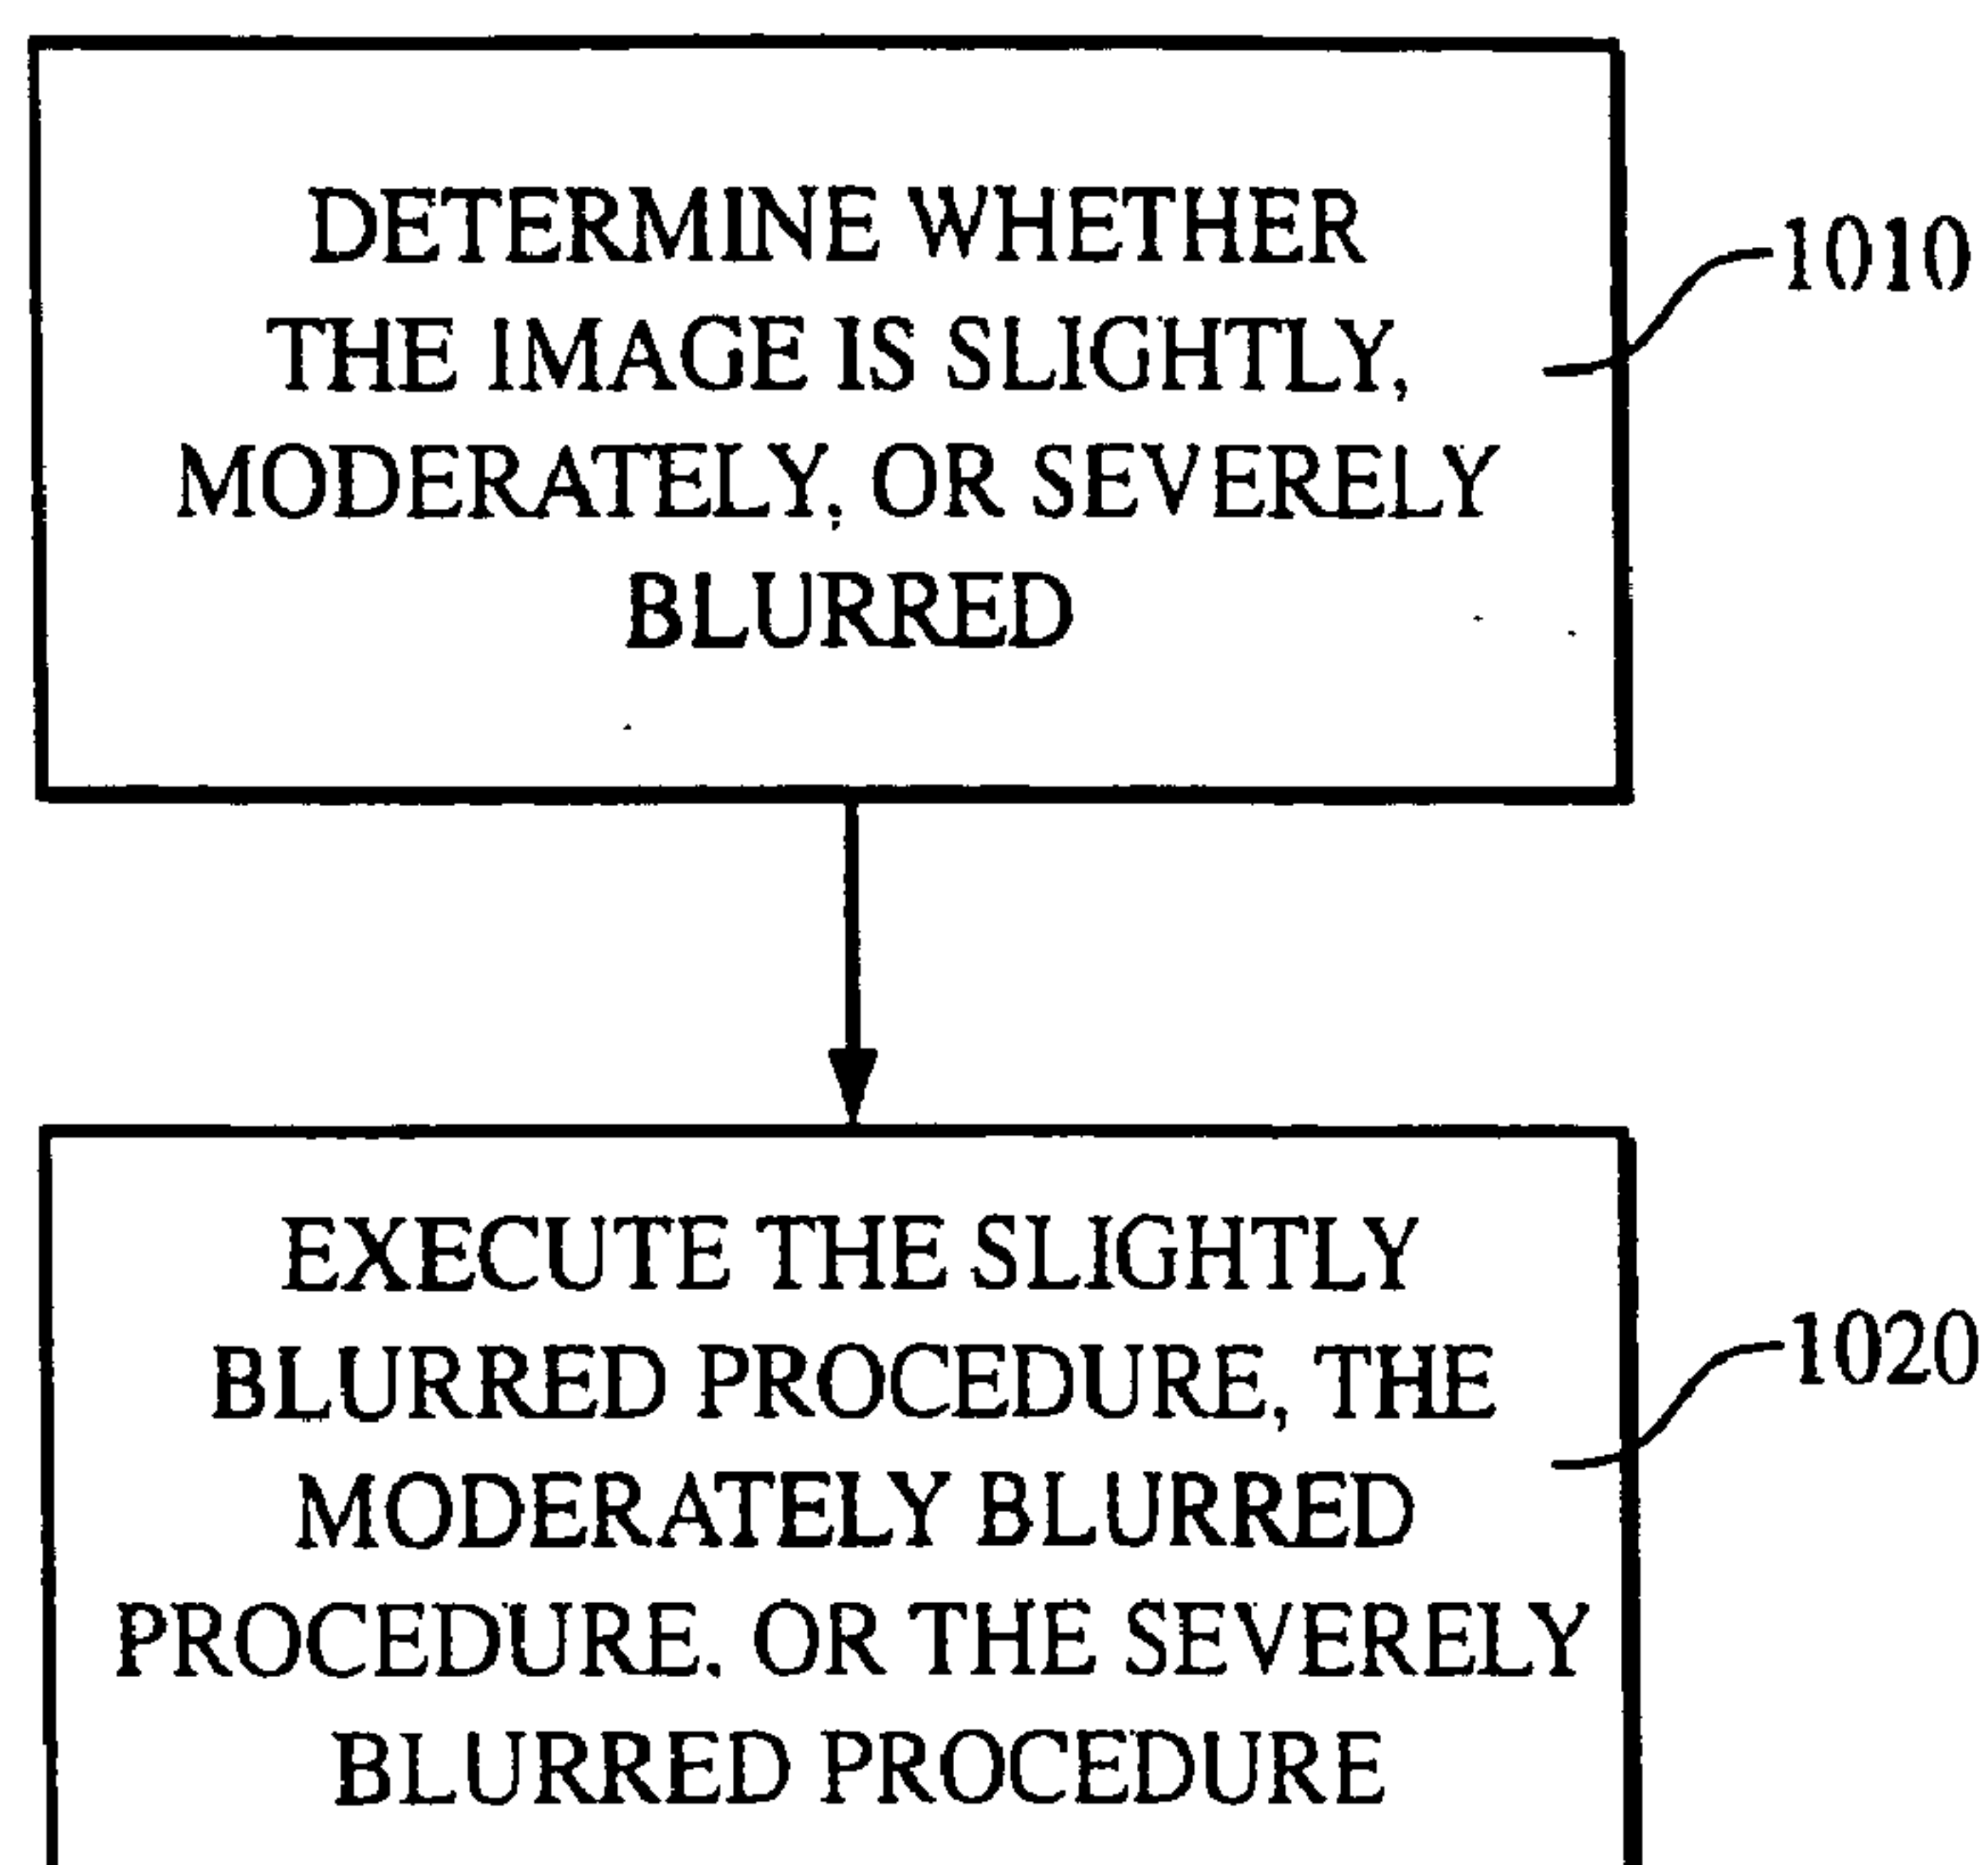 DETERMINE WHETHER
THE IMAGE IS SLIGHTLY,
MODERATELY, OR SEVERELY
BLURRED
1010
EXECUTE THE SLIGHTLY
BLURRED PROCEDURE, THE
MODERATELY BLURRED
PROCEDURE. OR THE SEVERELY
BLURRED PROCEDURE
1020